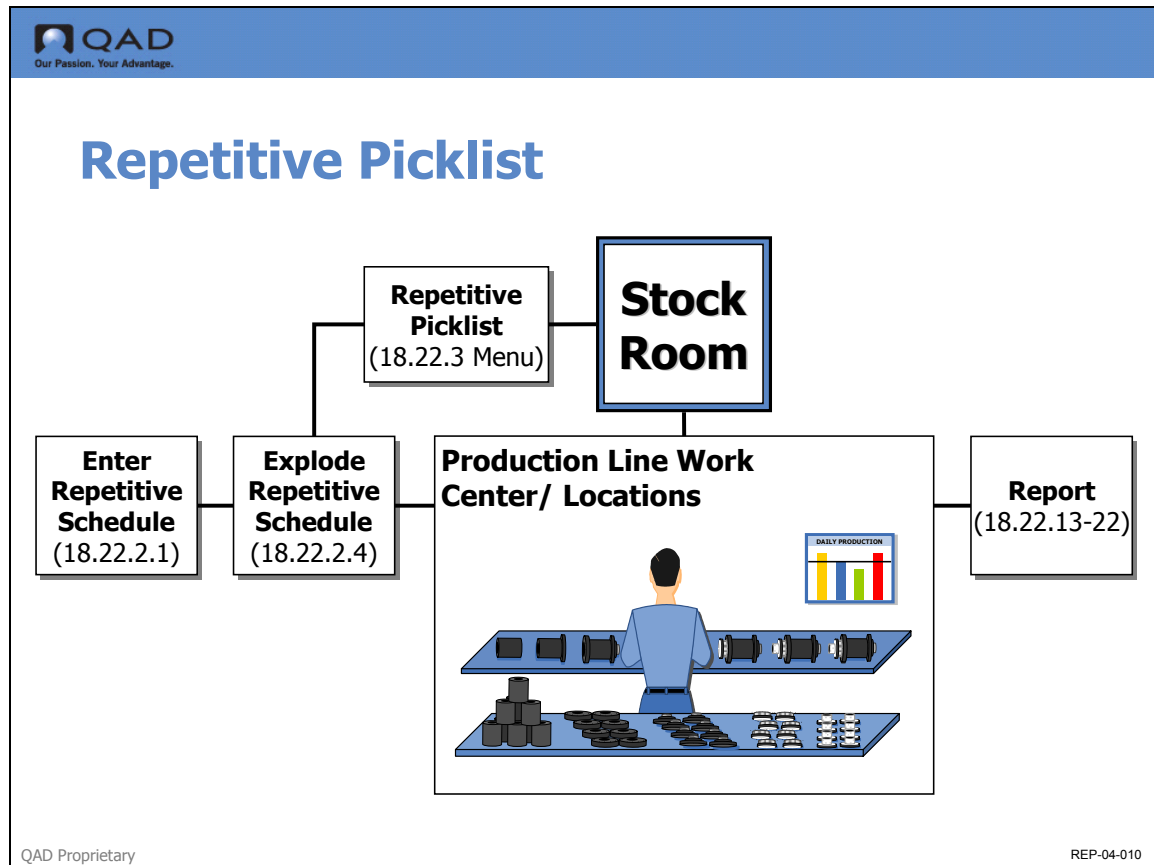 QAD
Our Passion. Your Advantage.
Repetitive Picklist
Repetitive
Picklist
(18.22.3 Menu)
Stock
Room
Enter
Repetitive
Schedule
(18.22.2.1)
Explode
Repetitive
Schedule
(18.22.2.4)
Production Line Work
Center/ Locations
DAILY PRODUCTION
Report
(18.22.13-22)
QAD Proprietary
REP-04-010